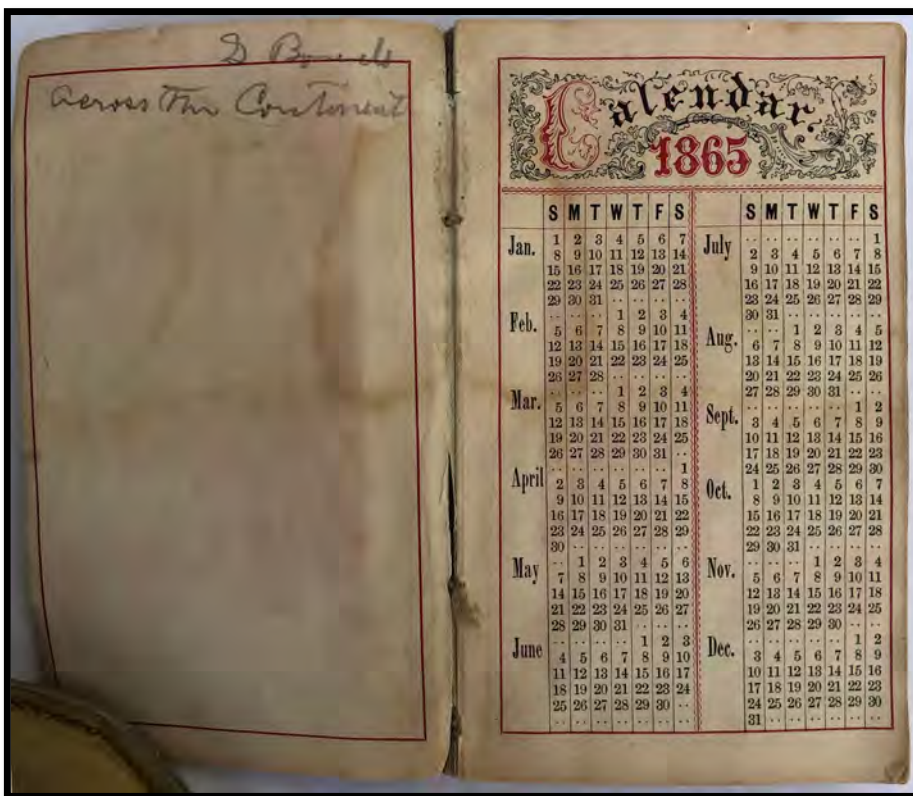 D
Across The Continent
Calendar,
1865
S M T W T F S
Jan. 1 2 3 4 5 6 7
8 9 10 11 12 13 14
15 16 17 18 19 20 21
22 23 24 25 26 27 28
29 30 31 .. .. .. ..
Feb. .. .. .. 1 2 3 4
5 6 7 8 9 10 11
12 13 14 15 16 17 18
19 20 21 22 23 24 25
26 27 28 .. .. .. ..
Mar. .. .. .. 1 2 3 4
5 6 7 8 9 10 11
12 13 14 15 16 17 18
19 20 21 22 23 24 25
26 27 28 29 30 31 ..
April .. .. .. .. .. .. 1
2 3 4 5 6 7 8
9 10 11 12 13 14 15
16 17 18 19 20 21 22
23 24 25 26 27 28 29
30 .. .. .. .. .. ..
May .. 1 2 3 4 5 6
7 8 9 10 11 12 13
14 15 16 17 18 19 20
21 22 23 24 25 26 27
28 29 30 31 .. .. ..
June .. .. .. .. 1 2 3
4 5 6 7 8 9 10
11 12 13 14 15 16 17
18 19 20 21 22 23 24
25 26 27 28 29 30 ..
.. .. .. .. .. .. ..
S M T W T F S
July .. .. .. .. .. .. 1
2 3 4 5 6 7 8
9 10 11 12 13 14 15
16 17 18 19 20 21 22
23 24 25 26 27 28 29
30 31 .. .. .. .. ..
Aug. .. .. 1 2 3 4 5
6 7 8 9 10 11 12
13 14 15 16 17 18 19
20 21 22 23 24 25 26
27 28 29 30 31 .. ..
Sept. .. .. .. .. .. 1 2
3 4 5 6 7 8 9
10 11 12 13 14 15 16
17 18 19 20 21 22 23
24 25 26 27 28 29 30
Oct. 1 2 3 4 5 6 7
8 9 10 11 12 13 14
15 16 17 18 19 20 21
22 23 24 25 26 27 28
29 30 31 .. .. .. ..
Nov. .. .. .. 1 2 3 4
5 6 7 8 9 10 11
12 13 14 15 16 17 18
19 20 21 22 23 24 25
26 27 28 29 30 .. ..
Dec. .. .. .. .. .. 1 2
3 4 5 6 7 8 9
10 11 12 13 14 15 16
17 18 19 20 21 22 23
24 25 26 27 28 29 30
31 .. .. .. .. .. ..